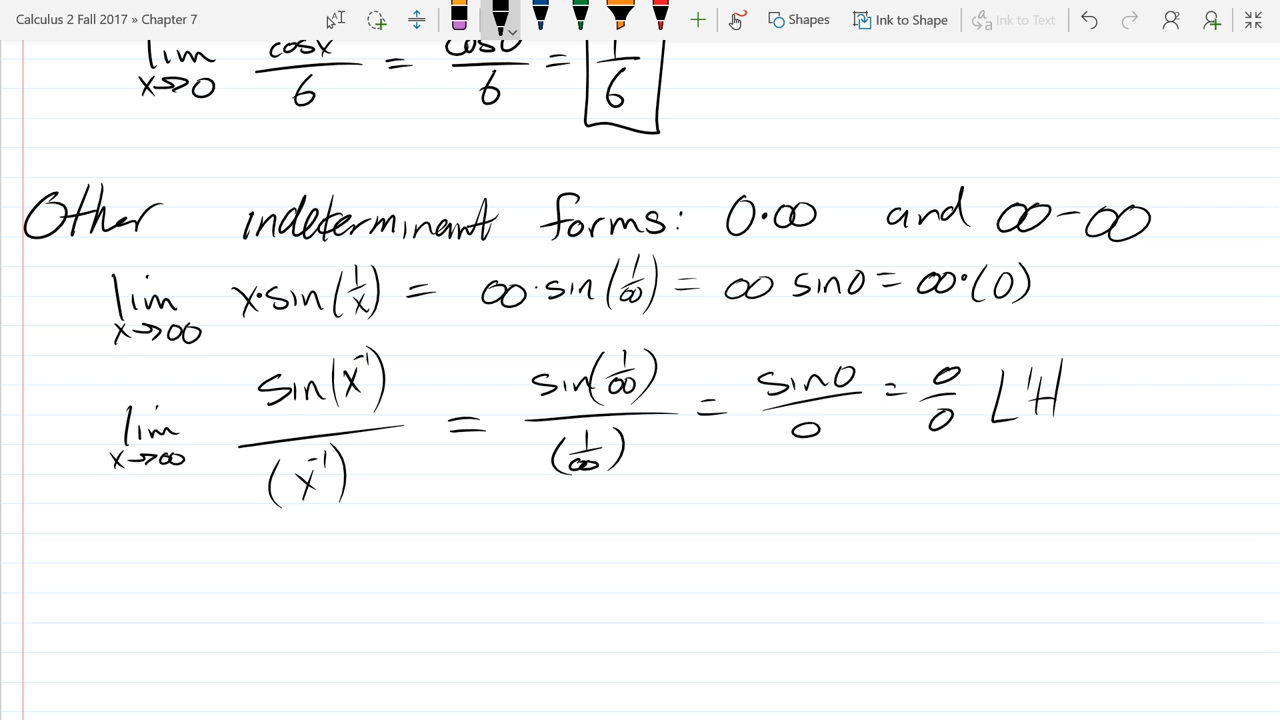 Calculus 2 Fall 2017 » Chapter 7 Shapes Ink to Shape Ink to Text
lim x→0 cosx/6 = cos0/6 = 1/6
Other indeterminant forms: 0·∞ and ∞-∞
lim x→∞ x·sin(1/x) = ∞·sin(1/∞) = ∞ sin0 = ∞·(0)
lim x→∞ sin(x⁻¹)/(x⁻¹) = sin(1/∞)/(1/∞) = sin0/0 = 0/0 L'H